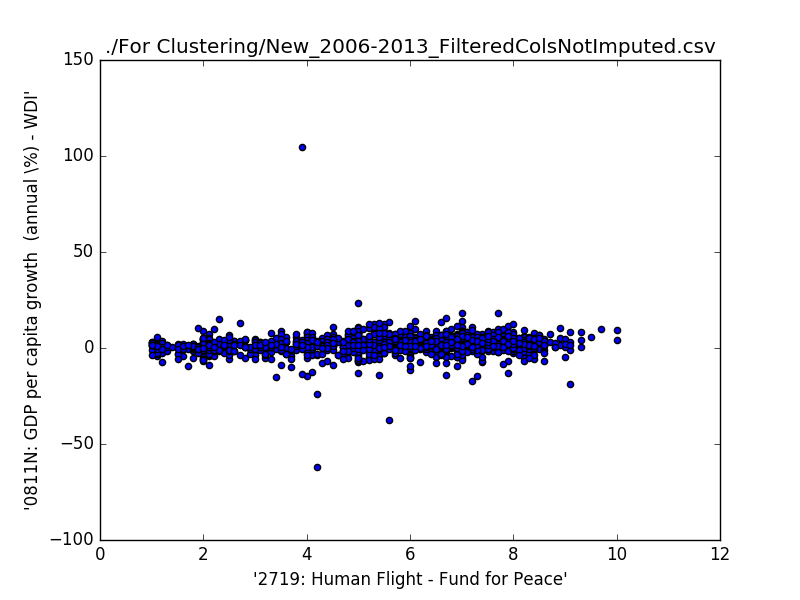 ./For Clustering/New_2006-2013_FilteredColsNotImputed.csv
150
100
50
0
−50
−100
'0811N: GDP per capita growth  (annual \%) - WDI'
0 2 4 6 8 10 12
'2719: Human Flight - Fund for Peace'